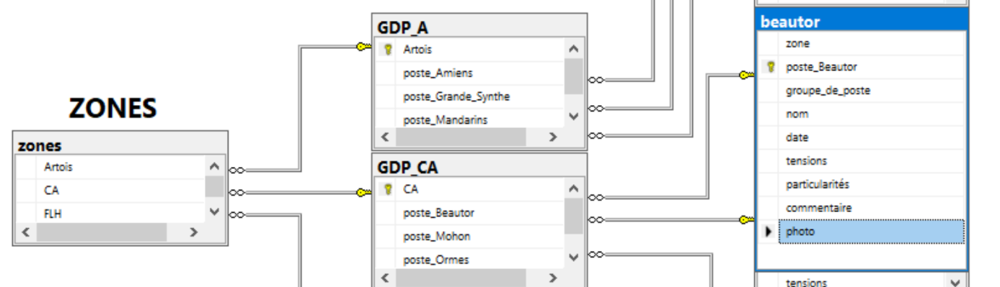 ZONES
zones
Artois
CA
FLH
GDP_A
Artois
poste_Amiens
poste_Grande_Synthe
poste_Mandarins
GDP_CA
CA
poste_Beautor
poste_Mohon
poste_Ormes
beautor
zone
poste_Beautor
groupe_de_poste
nom
date
tensions
particularités
commentaire
photo
tensions